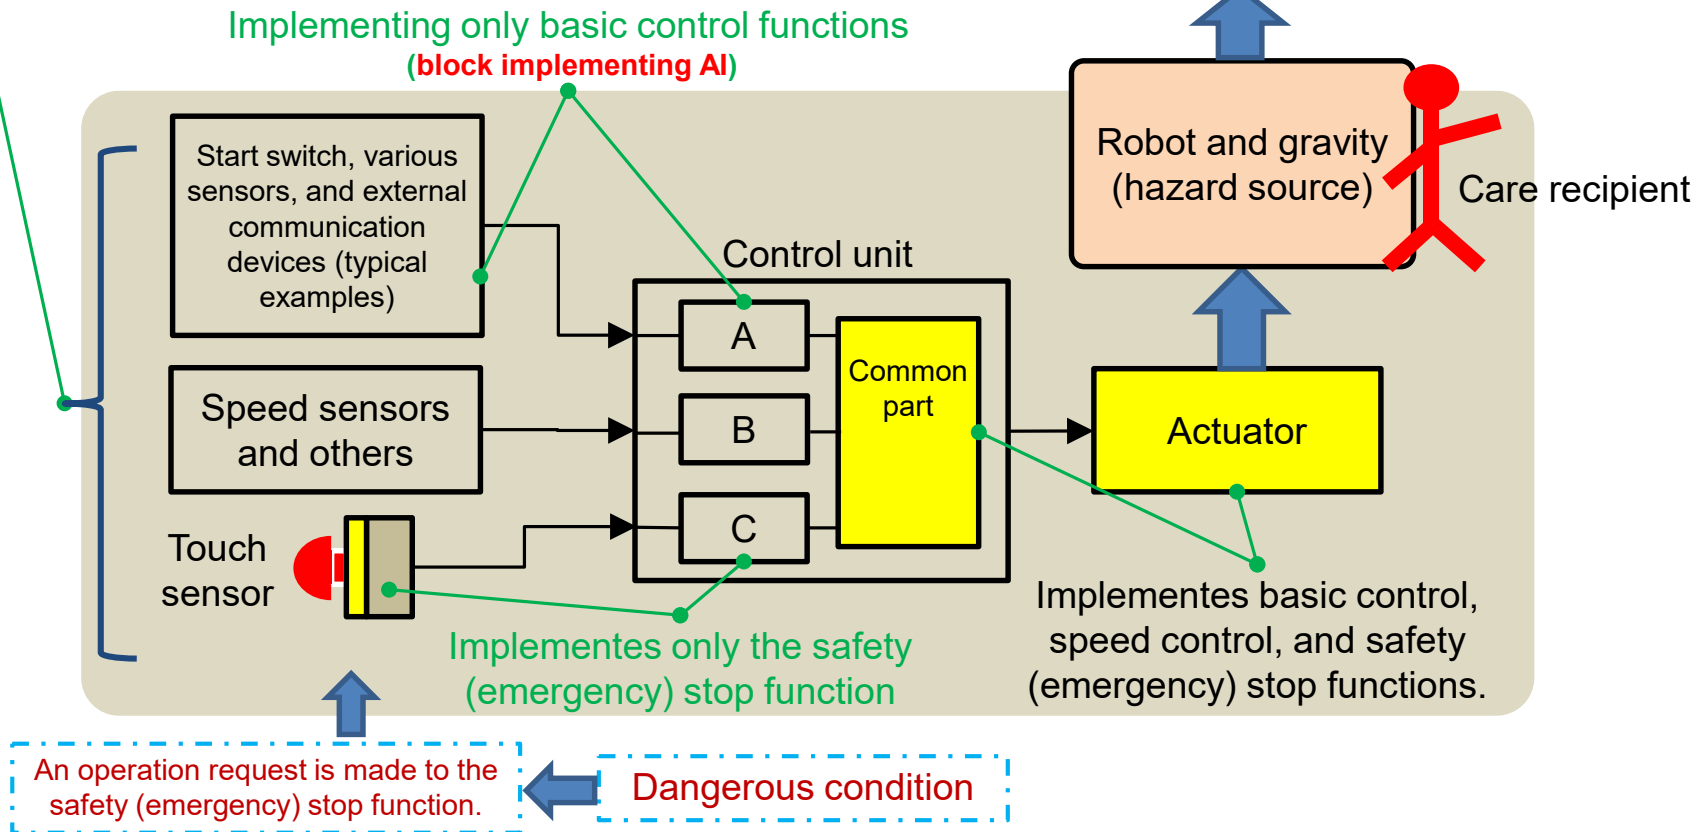 Implementing only basic control functions
(block implementing AI)
Start switch, various
sensors, and external
communication
devices (typical
examples)
Robot and gravity
(hazard source)
Care recipient
Control unit
A
Common
part
Speed sensors
and others
B
Actuator
C
Touch
sensor
Implementes only the safety
(emergency) stop function
Implementes basic control,
speed control, and safety
(emergency) stop functions.
An operation request is made to the
safety (emergency) stop function.
Dangerous condition